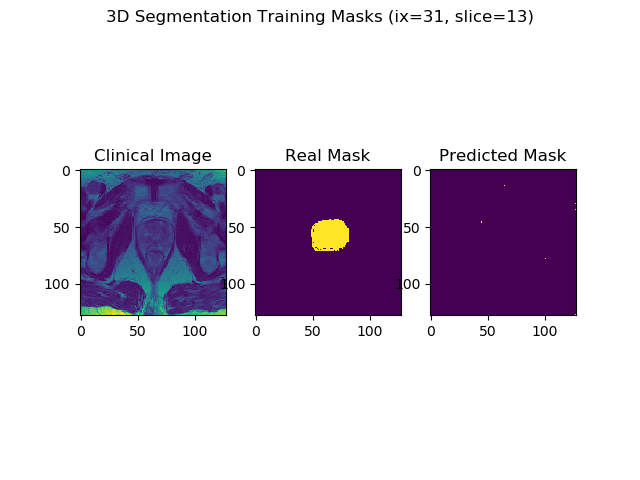 3D Segmentation Training Masks (ix=31, slice=13)
Clinical Image Real Mask Predicted Mask
0 0 0
50 50 50
100 100 100
0 50 100 0 50 100 0 50 100